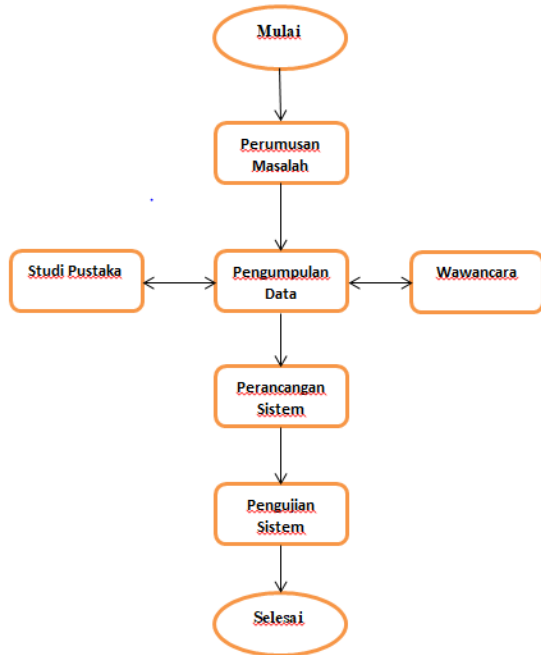 Mulai
Perumusan
Masalah
Studi Pustaka
Pengumpulan
Data
Wawancara
Perancangan
Sistem
Pengujian
Sistem
Selesai